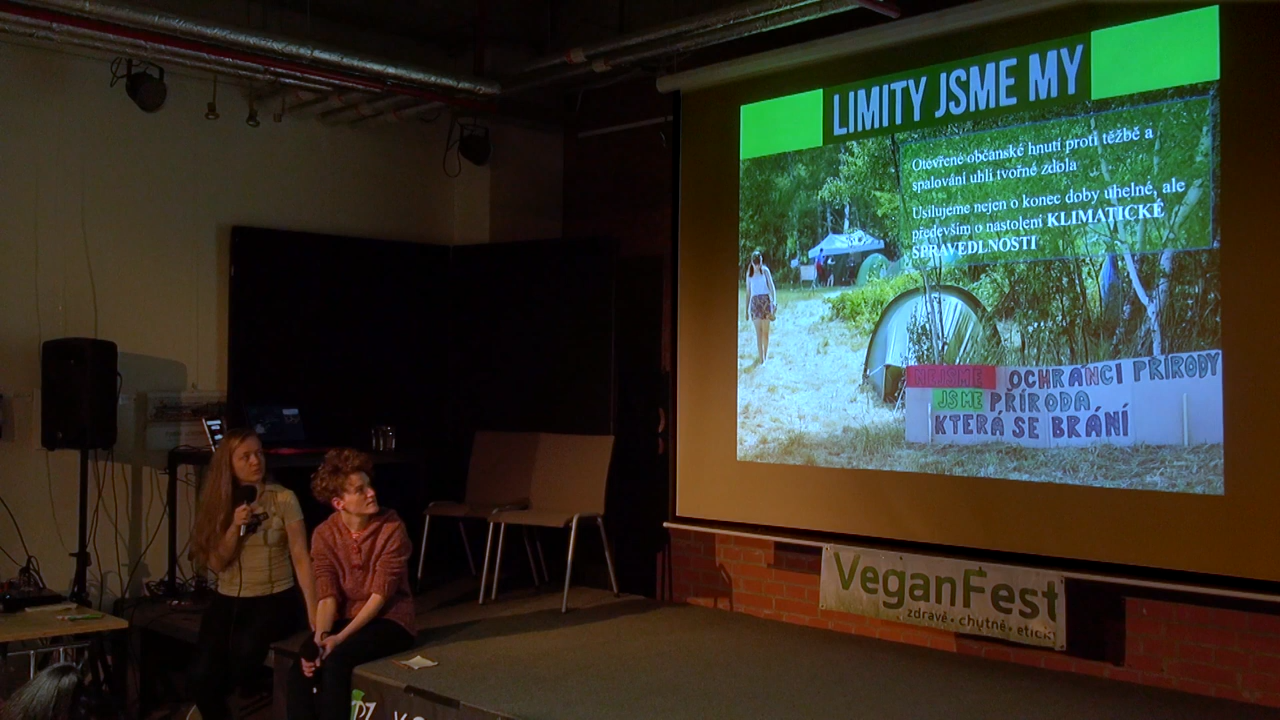 LIMITY JSME MY
Otevřené občanské hnutí proti těžbě a
spalování uhlí tvořné zdola
Usilujeme nejen o konec doby uhelné, ale
především o nastolení KLIMATICKÉ
SPRAVEDLNOSTI
NEJSME OCHRANCI PŘÍRODY
JSME PŘÍRODA
KTERÁ SE BRÁNÍ
VeganFest
zdravě • chutně • eticky